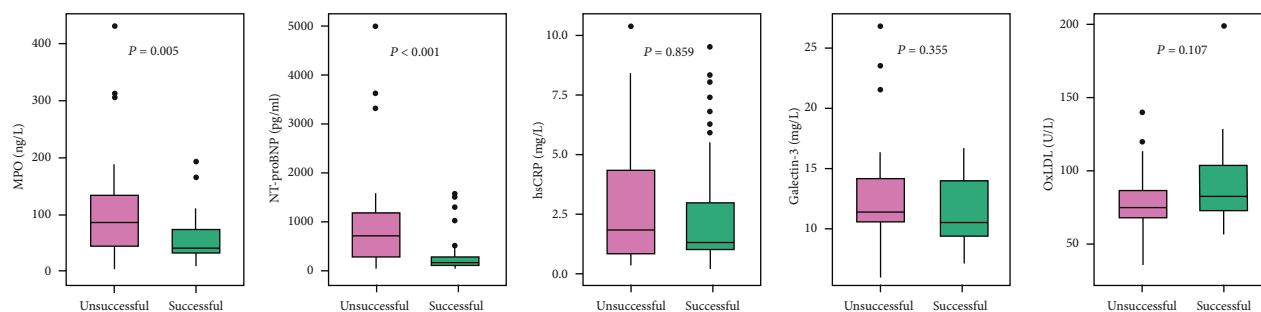 MPO (ng/L)
400
300
200
100
0
P = 0.005
Unsuccessful Successful
NT-proBNP (pg/ml)
5000
4000
3000
2000
1000
0
P < 0.001
Unsuccessful Successful
hsCRP (mg/L)
10.0
7.5
5.0
2.5
0.0
P = 0.859
Unsuccessful Successful
Galectin-3 (mg/L)
25
20
15
10
P = 0.355
Unsuccessful Successful
OxLDL (U/L)
200
150
100
50
P = 0.107
Unsuccessful Successful